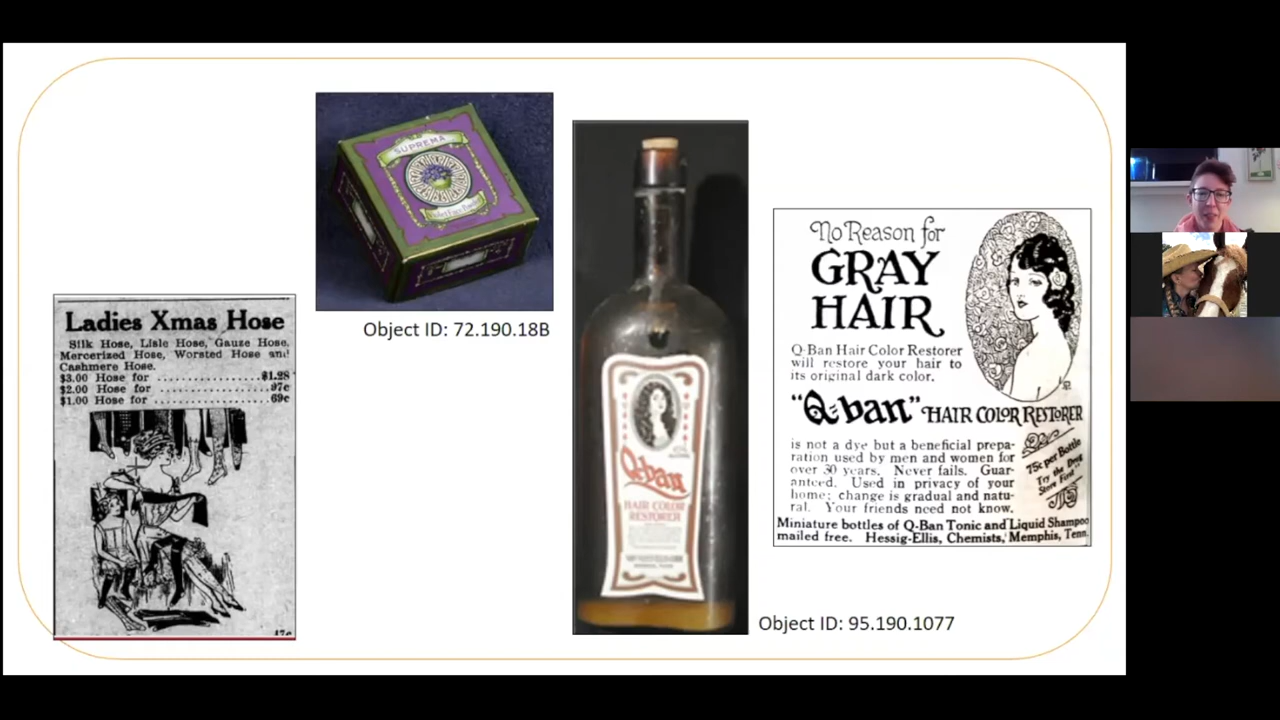 Ladies Xmas Hose
Silk Hose, Lisle Hose, Gauze Hose,
Mercerized Hose, Worsted Hose and
Cashmere Hose.
$3.00 Hose for ................$1.28
$2.00 Hose for ................97c
$1.00 Hose for ................69c
47c
SUPREMA
Object ID: 72.190.18B
Q-ban
HAIR COLOR
RESTORER
No Reason for
GRAY
HAIR
Q-Ban Hair Color Restorer
will restore your hair to
its original dark color.
"Q-ban" HAIR COLOR RESTORER
is not a dye but a beneficial prepa-
ration used by men and women for
over 30 years. Never fails. Guar-
anteed. Used in privacy of your
home; change is gradual and natu-
ral. Your friends need not know.
75c per Bottle
Try the Drug
Store First
Miniature bottles of Q-Ban Tonic and Liquid Shampoo
mailed free. Hessig-Ellis, Chemists, Memphis, Tenn.
Object ID: 95.190.1077